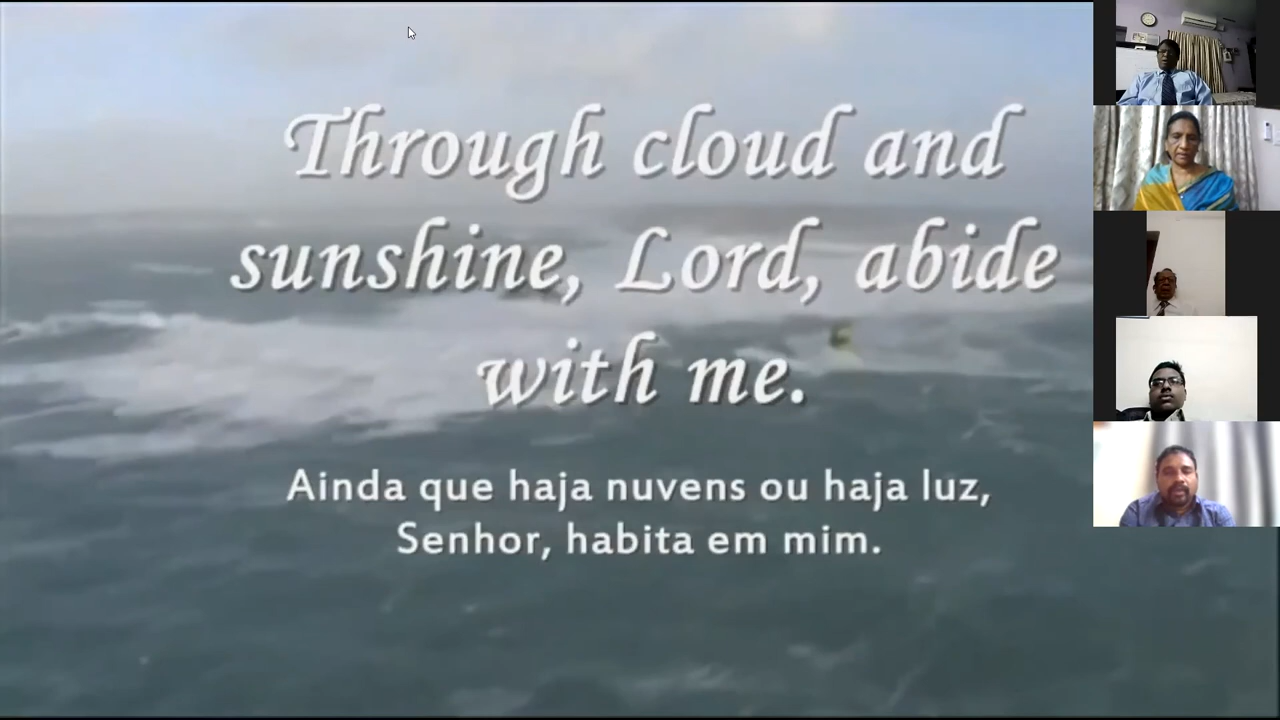 Through cloud and
sunshine, Lord, abide
with me.
Ainda que haja nuvens ou haja luz,
Senhor, habita em mim.